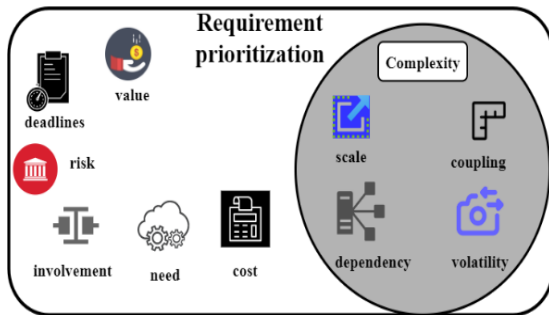 Requirement
prioritization
Complexity
value
deadlines
scale
coupling
risk
involvement
need
cost
dependency
volatility